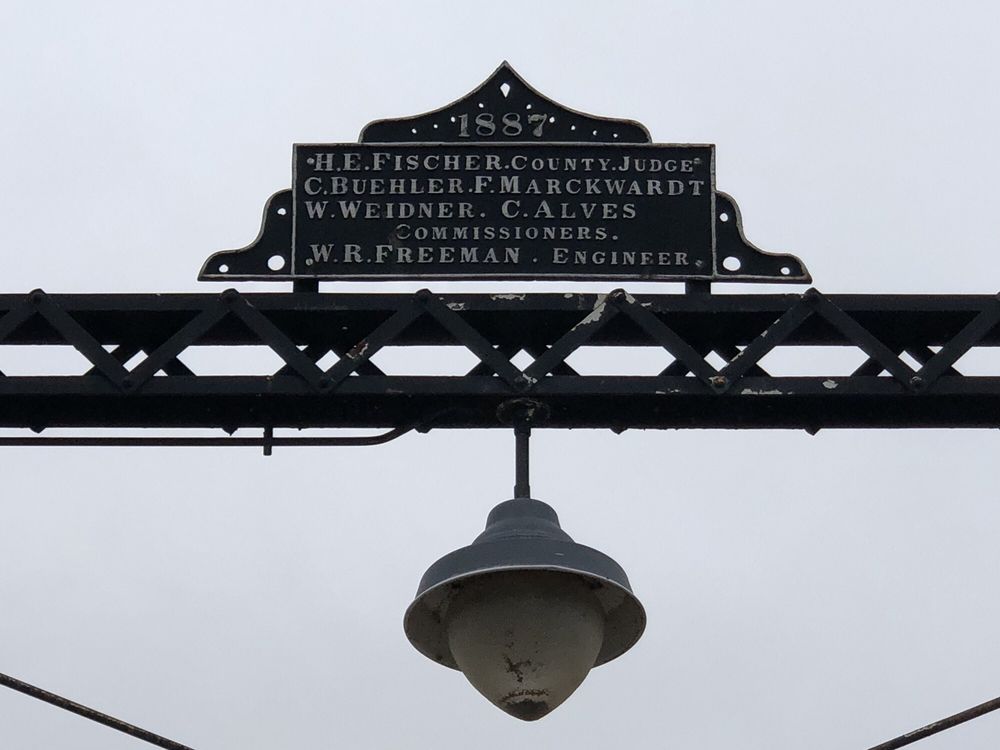 1887
H.E.FISCHER.COUNTY.JUDGE
C.BUEHLER.F.MARCKWARDT
W.WEIDNER. C.ALVES
COMMISSIONERS.
W.R.FREEMAN . ENGINEER.